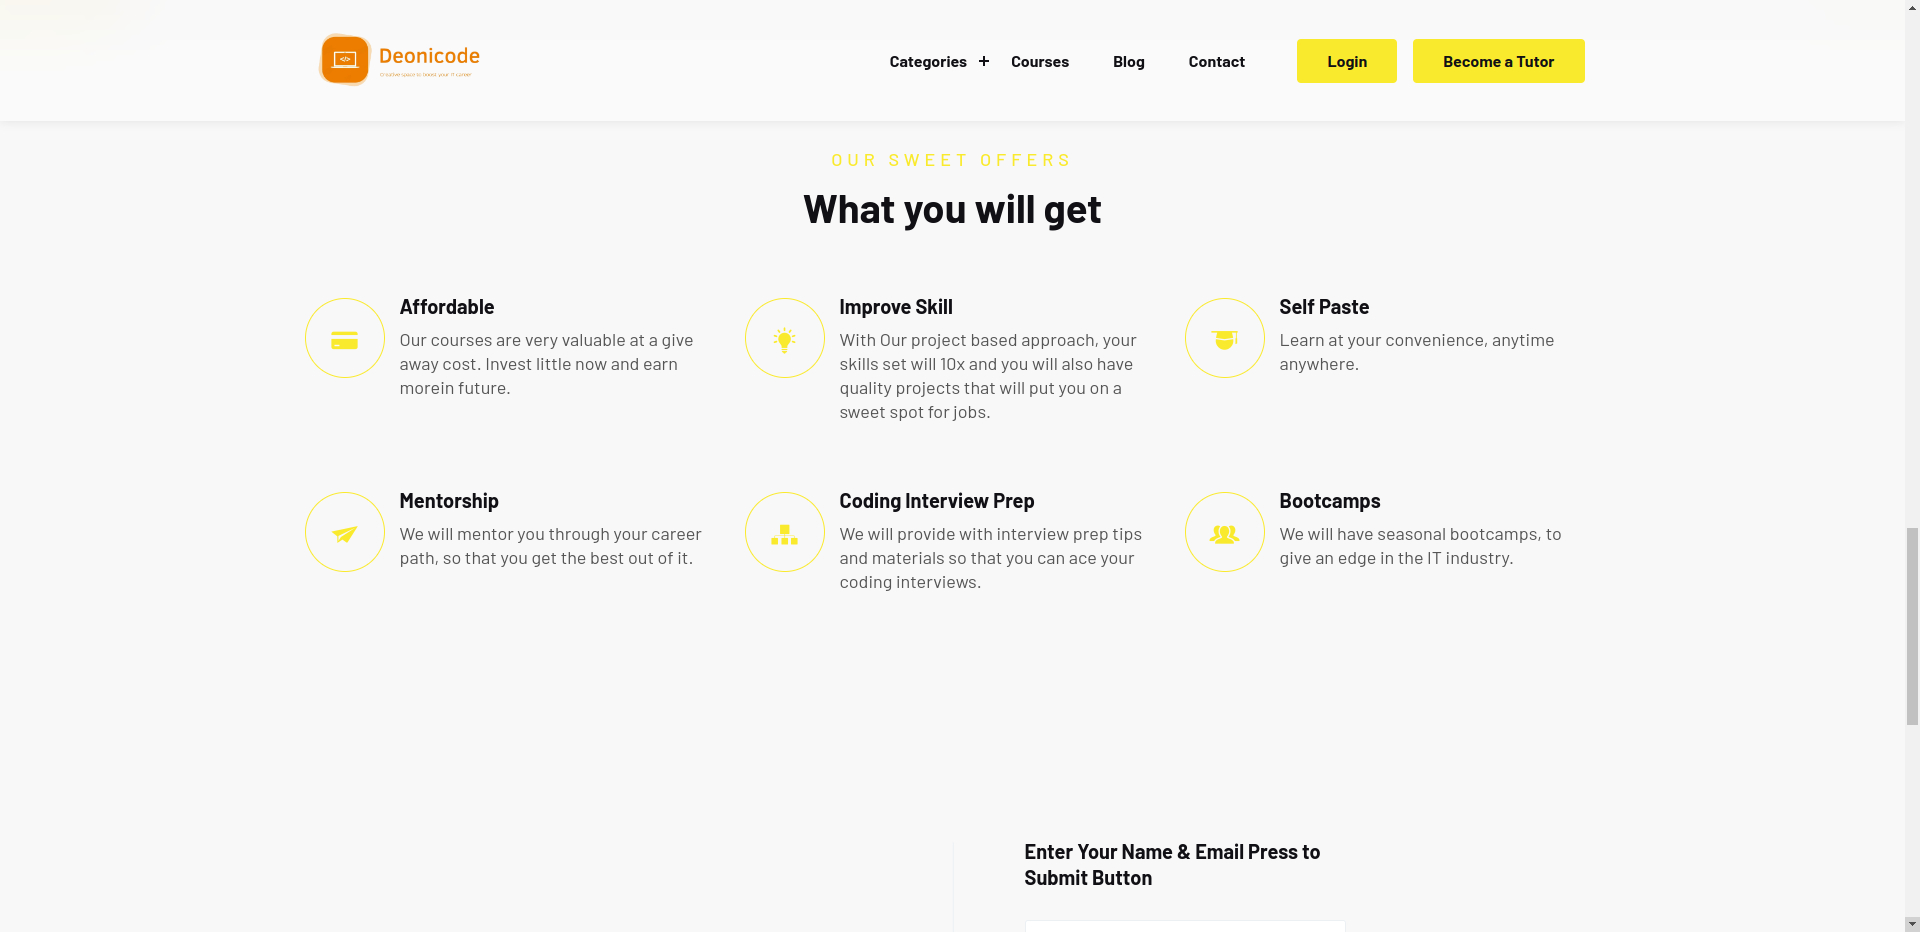 Deonicode
Creative space to boost your IT career
Categories + Courses Blog Contact Login Become a Tutor
OUR SWEET OFFERS
What you will get
Affordable
Our courses are very valuable at a give
away cost. Invest little now and earn
morein future.
Improve Skill
With Our project based approach, your
skills set will 10x and you will also have
quality projects that will put you on a
sweet spot for jobs.
Self Paste
Learn at your convenience, anytime
anywhere.
Mentorship
We will mentor you through your career
path, so that you get the best out of it.
Coding Interview Prep
We will provide with interview prep tips
and materials so that you can ace your
coding interviews.
Bootcamps
We will have seasonal bootcamps, to
give an edge in the IT industry.
Enter Your Name & Email Press to
Submit Button